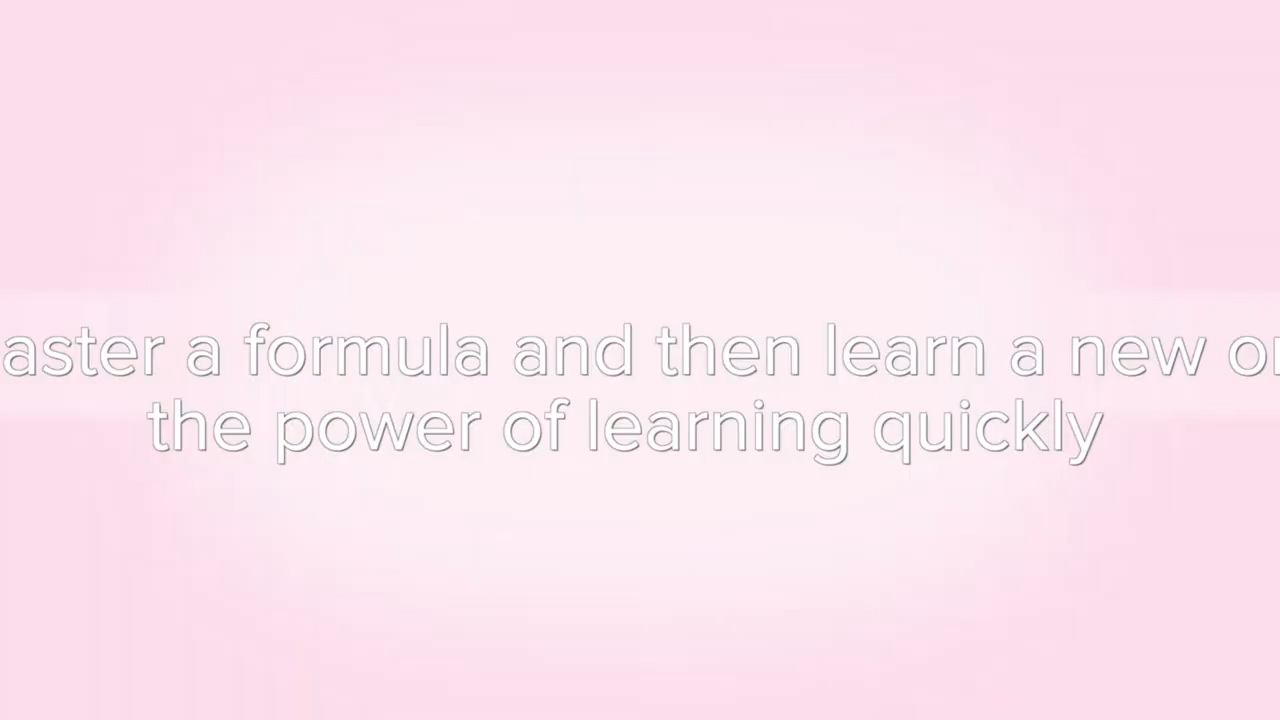 aster a formula and then learn a new
the power of learning quickly